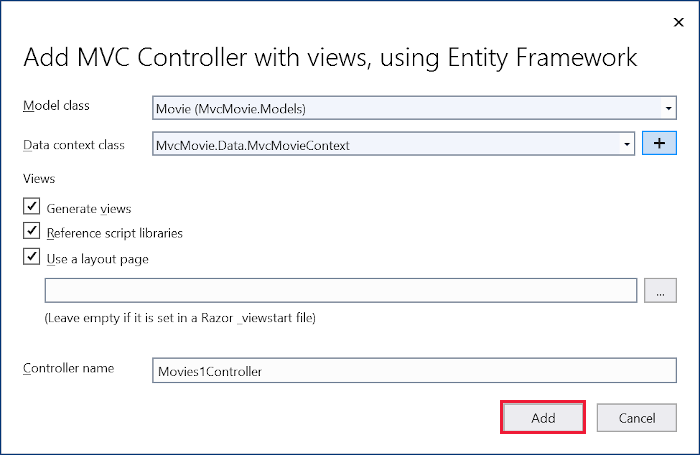 Add MVC Controller with views, using Entity Framework
Model class
Movie (MvcMovie.Models)
Data context class
MvcMovie.Data.MvcMovieContext
+
Views
Generate views
Reference script libraries
Use a layout page
...
(Leave empty if it is set in a Razor _viewstart file)
Controller name
Movies1Controller
Add
Cancel